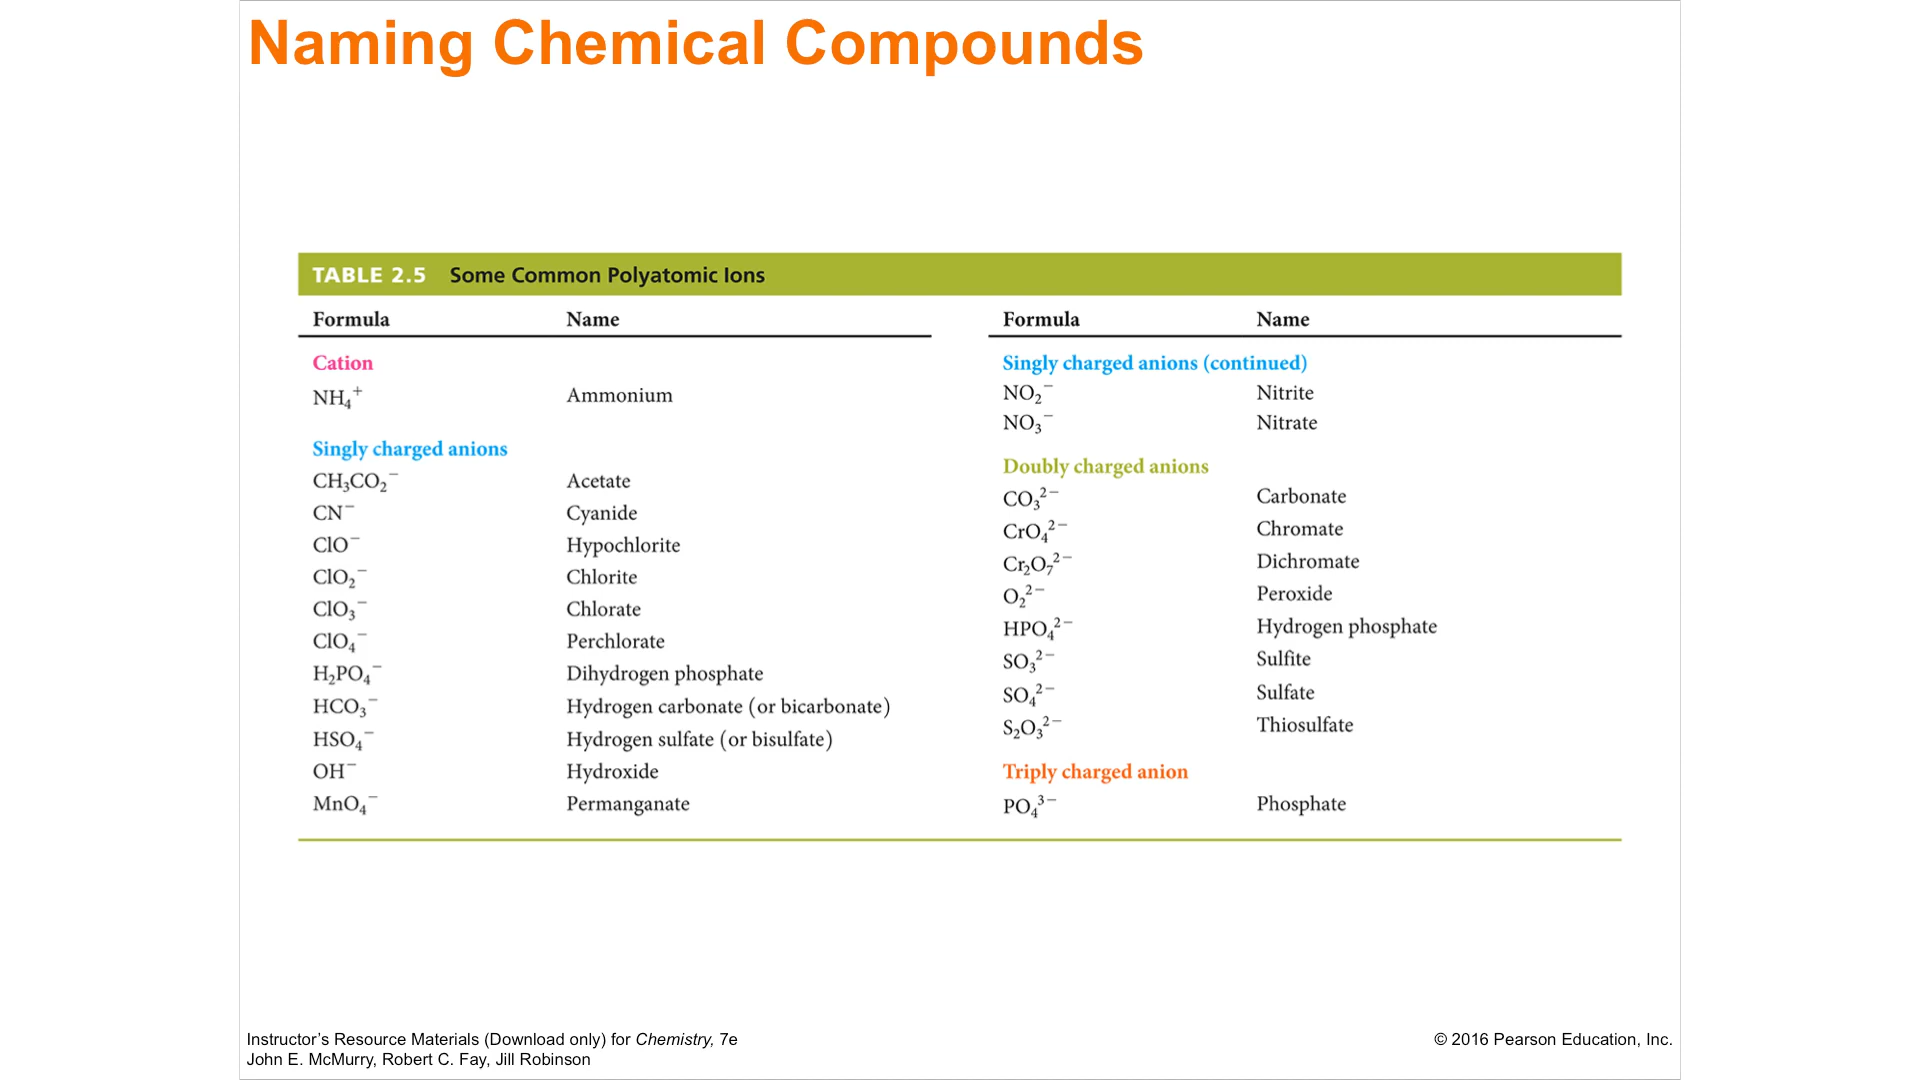 Naming Chemical Compounds
TABLE 2.5 Some Common Polyatomic Ions
Formula Name
Cation
NH₄⁺ Ammonium
Singly charged anions
CH₃CO₂⁻ Acetate
CN⁻ Cyanide
ClO⁻ Hypochlorite
ClO₂⁻ Chlorite
ClO₃⁻ Chlorate
ClO₄⁻ Perchlorate
H₂PO₄⁻ Dihydrogen phosphate
HCO₃⁻ Hydrogen carbonate (or bicarbonate)
HSO₄⁻ Hydrogen sulfate (or bisulfate)
OH⁻ Hydroxide
MnO₄⁻ Permanganate
Formula Name
Singly charged anions (continued)
NO₂⁻ Nitrite
NO₃⁻ Nitrate
Doubly charged anions
CO₃²⁻ Carbonate
CrO₄²⁻ Chromate
Cr₂O₇²⁻ Dichromate
O₂²⁻ Peroxide
HPO₄²⁻ Hydrogen phosphate
SO₃²⁻ Sulfite
SO₄²⁻ Sulfate
S₂O₃²⁻ Thiosulfate
Triply charged anion
PO₄³⁻ Phosphate
Instructor’s Resource Materials (Download only) for Chemistry, 7e
John E. McMurry, Robert C. Fay, Jill Robinson
© 2016 Pearson Education, Inc.